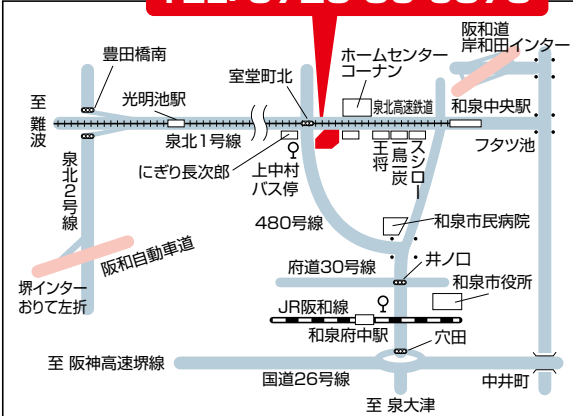 豊田橋南
阪和道
岸和田インター
室堂町北
ホームセンター
コーナン
光明池駅
泉北高速鉄道
和泉中央駅
至 難波
泉北1号線
フタツ池
にぎり長次郎
上中村
バス停
王将
一鳥一炭
スシロー
泉北2号線
480号線
和泉市民病院
阪和自動車道
府道30号線
井ノ口
堺インター
おりて左折
和泉市役所
JR阪和線
和泉府中駅
穴田
至 阪神高速堺線
国道26号線
中井町
至 泉大津